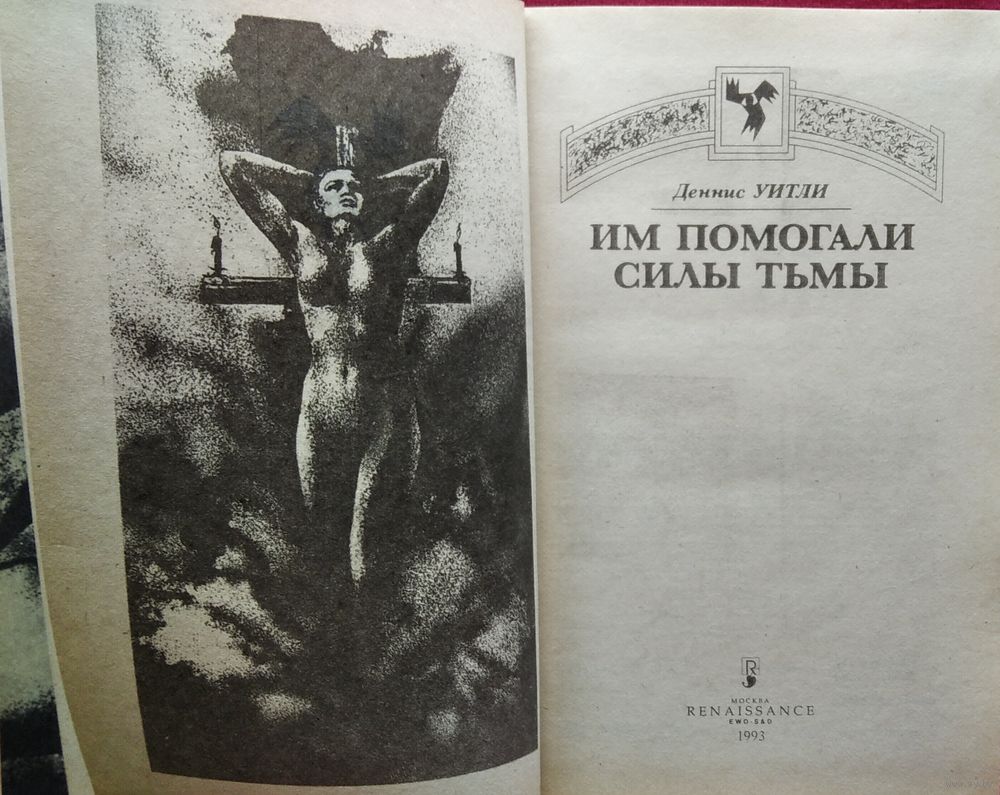 Деннис УИТЛИ
ИМ ПОМОГАЛИ
СИЛЫ ТЬМЫ
R
МОСКВА
RENAISSANCE
EWO-S&D
1993